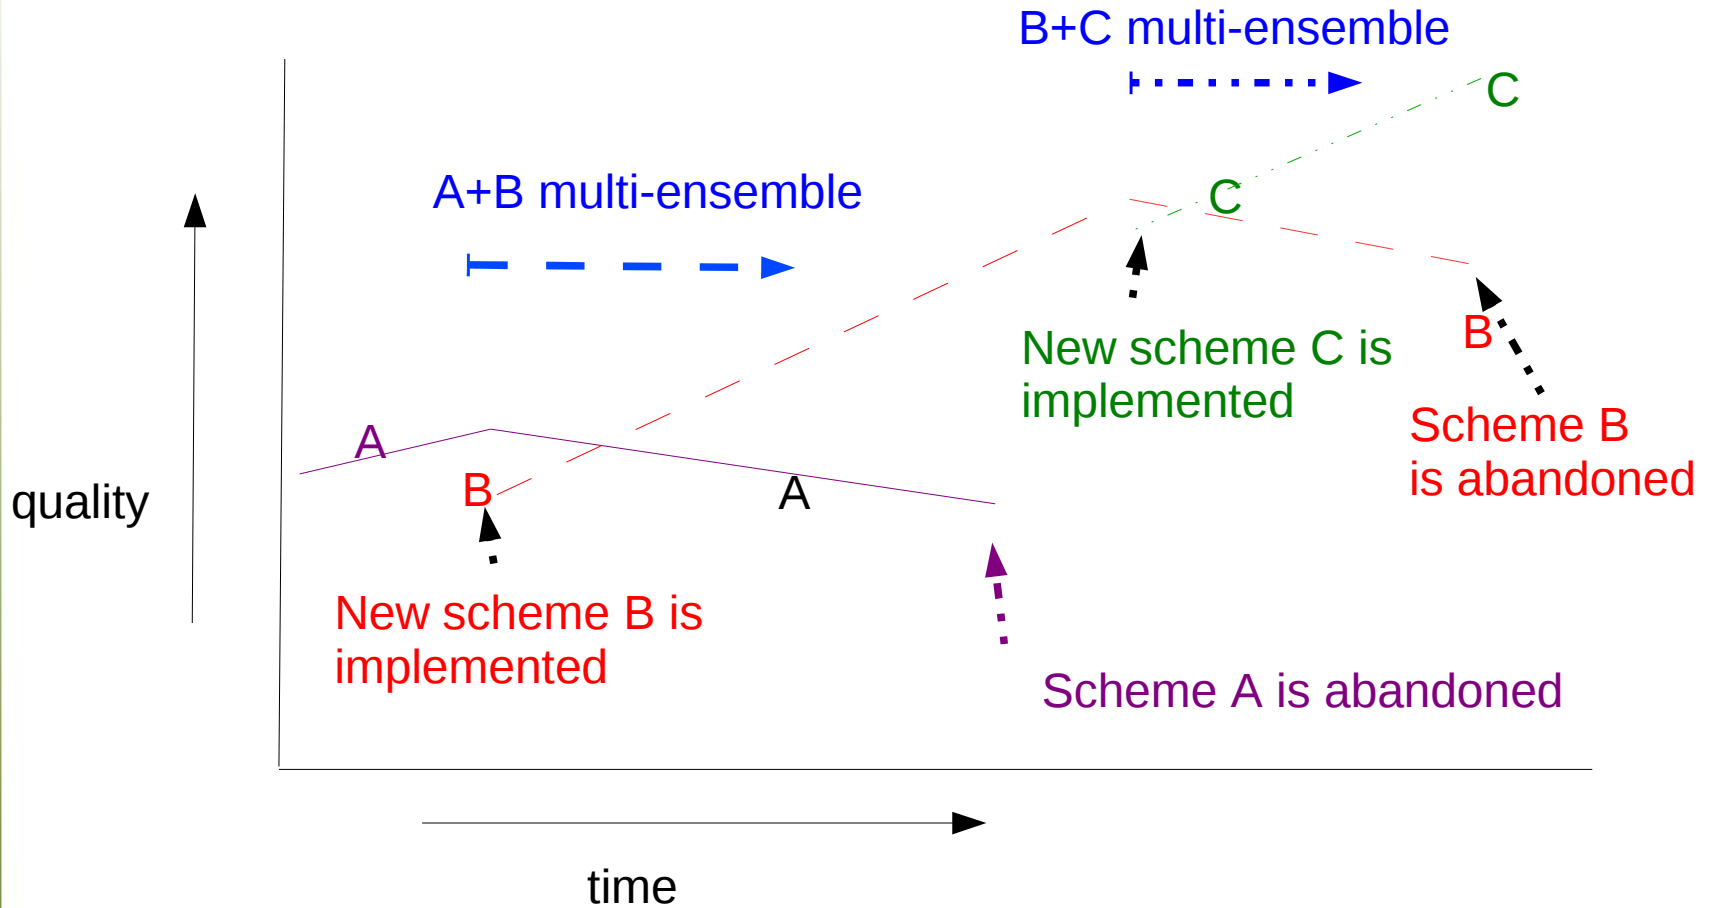 B+C multi-ensemble
C
A+B multi-ensemble
C
New scheme C is
implemented
B
Scheme B
is abandoned
A
B
A
quality
New scheme B is
implemented
Scheme A is abandoned
time